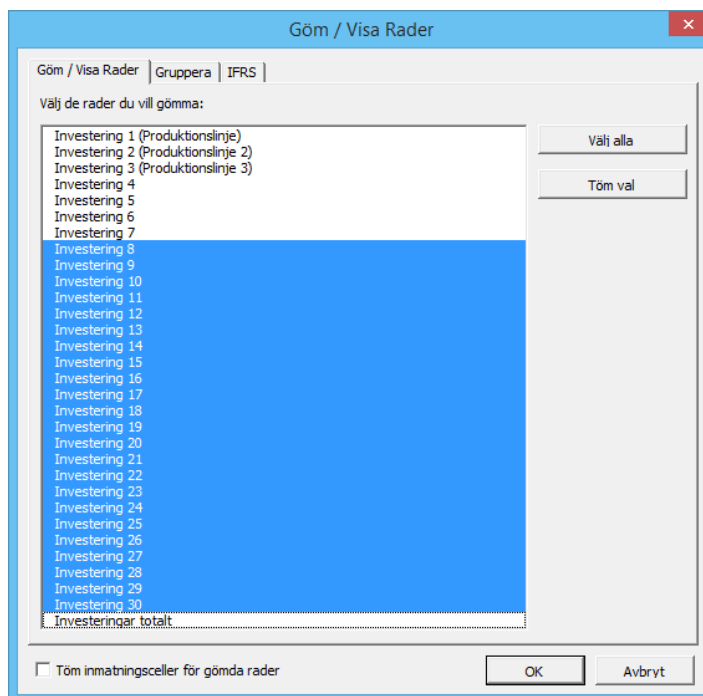 Göm / Visa Rader
Göm / Visa Rader Gruppera IFRS
Välj de rader du vill gömma:
Investering 1 (Produktionslinje)
Investering 2 (Produktionslinje 2)
Investering 3 (Produktionslinje 3)
Investering 4
Investering 5
Investering 6
Investering 7
Investering 8
Investering 9
Investering 10
Investering 11
Investering 12
Investering 13
Investering 14
Investering 15
Investering 16
Investering 17
Investering 18
Investering 19
Investering 20
Investering 21
Investering 22
Investering 23
Investering 24
Investering 25
Investering 26
Investering 27
Investering 28
Investering 29
Investering 30
Investeringar totalt
Välj alla
Töm val
Töm inmatningsceller för gömda rader
OK
Avbryt